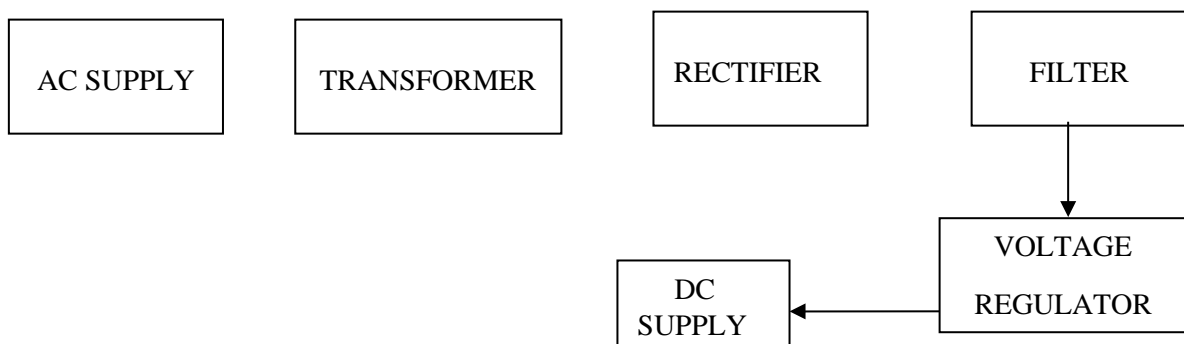 AC SUPPLY
TRANSFORMER
RECTIFIER
FILTER
VOLTAGE
REGULATOR
DC
SUPPLY